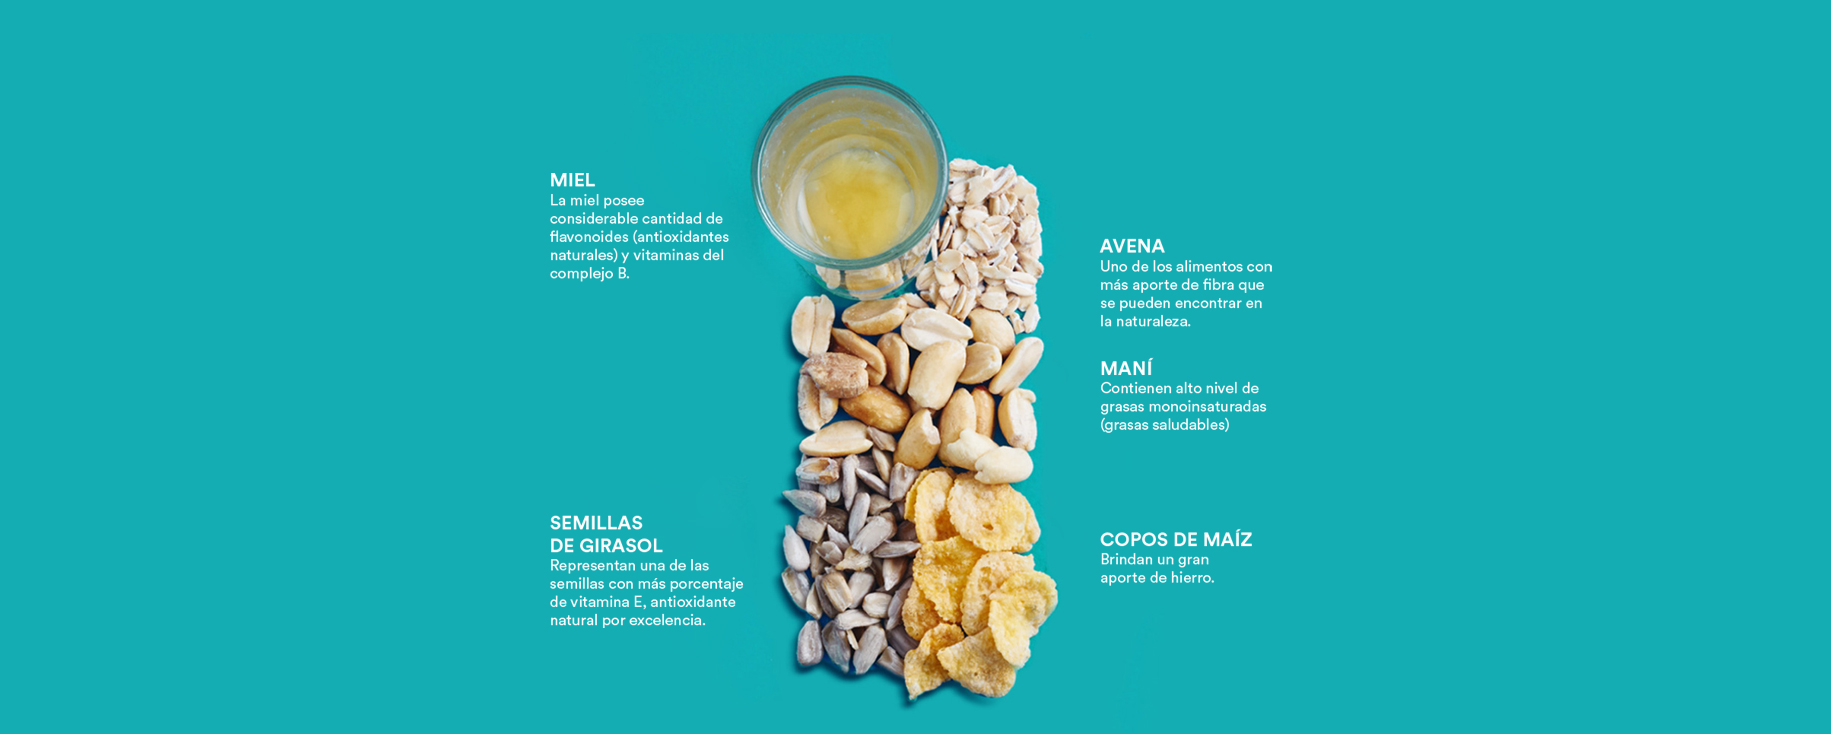 MIEL
La miel posee
considerable cantidad de
flavonoides (antioxidantes
naturales) y vitaminas del
complejo B.
AVENA
Uno de los alimentos con
más aporte de fibra que
se pueden encontrar en
la naturaleza.
MANÍ
Contienen alto nivel de
grasas monoinsaturadas
(grasas saludables)
SEMILLAS
DE GIRASOL
Representan una de las
semillas con más porcentaje
de vitamina E, antioxidante
natural por excelencia.
COPOS DE MAÍZ
Brindan un gran
aporte de hierro.